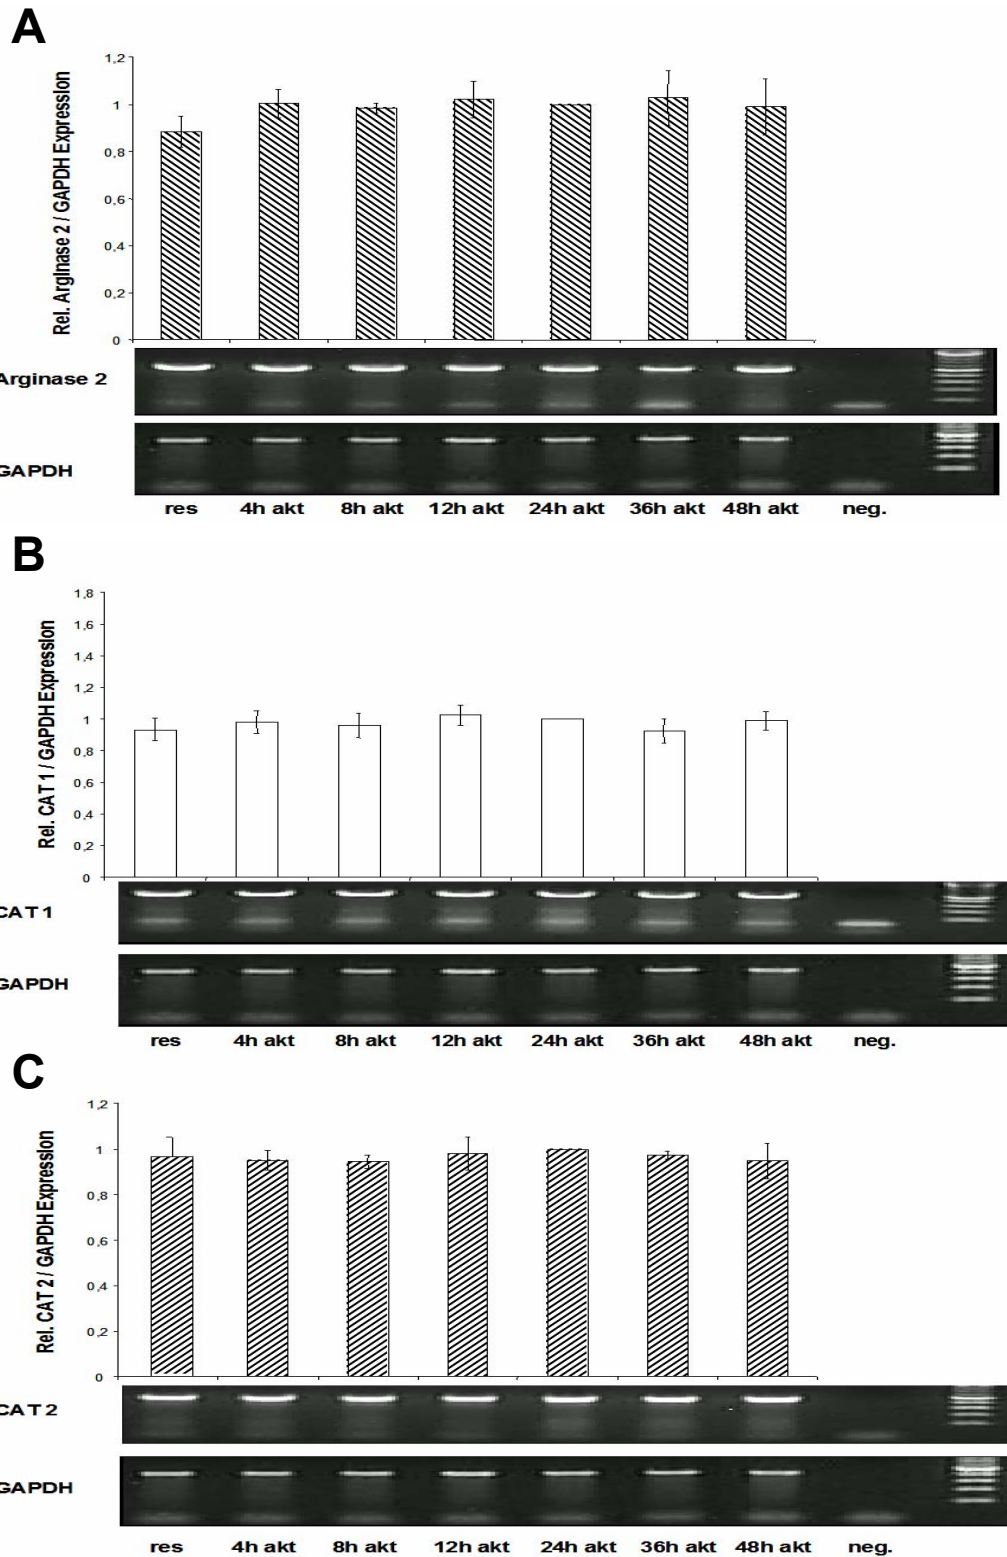 A
Rel. Arginase 2 / GAPDH Expression
1,2
1
0,8
0,6
0,4
0,2
0
Arginase 2
GAPDH
res 4h akt 8h akt 12h akt 24h akt 36h akt 48h akt neg.
B
Rel. CAT 1 / GAPDH Expression
1,8
1,6
1,4
1,2
1
0,8
0,6
0,4
0,2
0
CAT 1
GAPDH
res 4h akt 8h akt 12h akt 24h akt 36h akt 48h akt neg.
C
Rel. CAT 2 / GAPDH Expression
1,2
1
0,8
0,6
0,4
0,2
0
CAT 2
GAPDH
res 4h akt 8h akt 12h akt 24h akt 36h akt 48h akt neg.